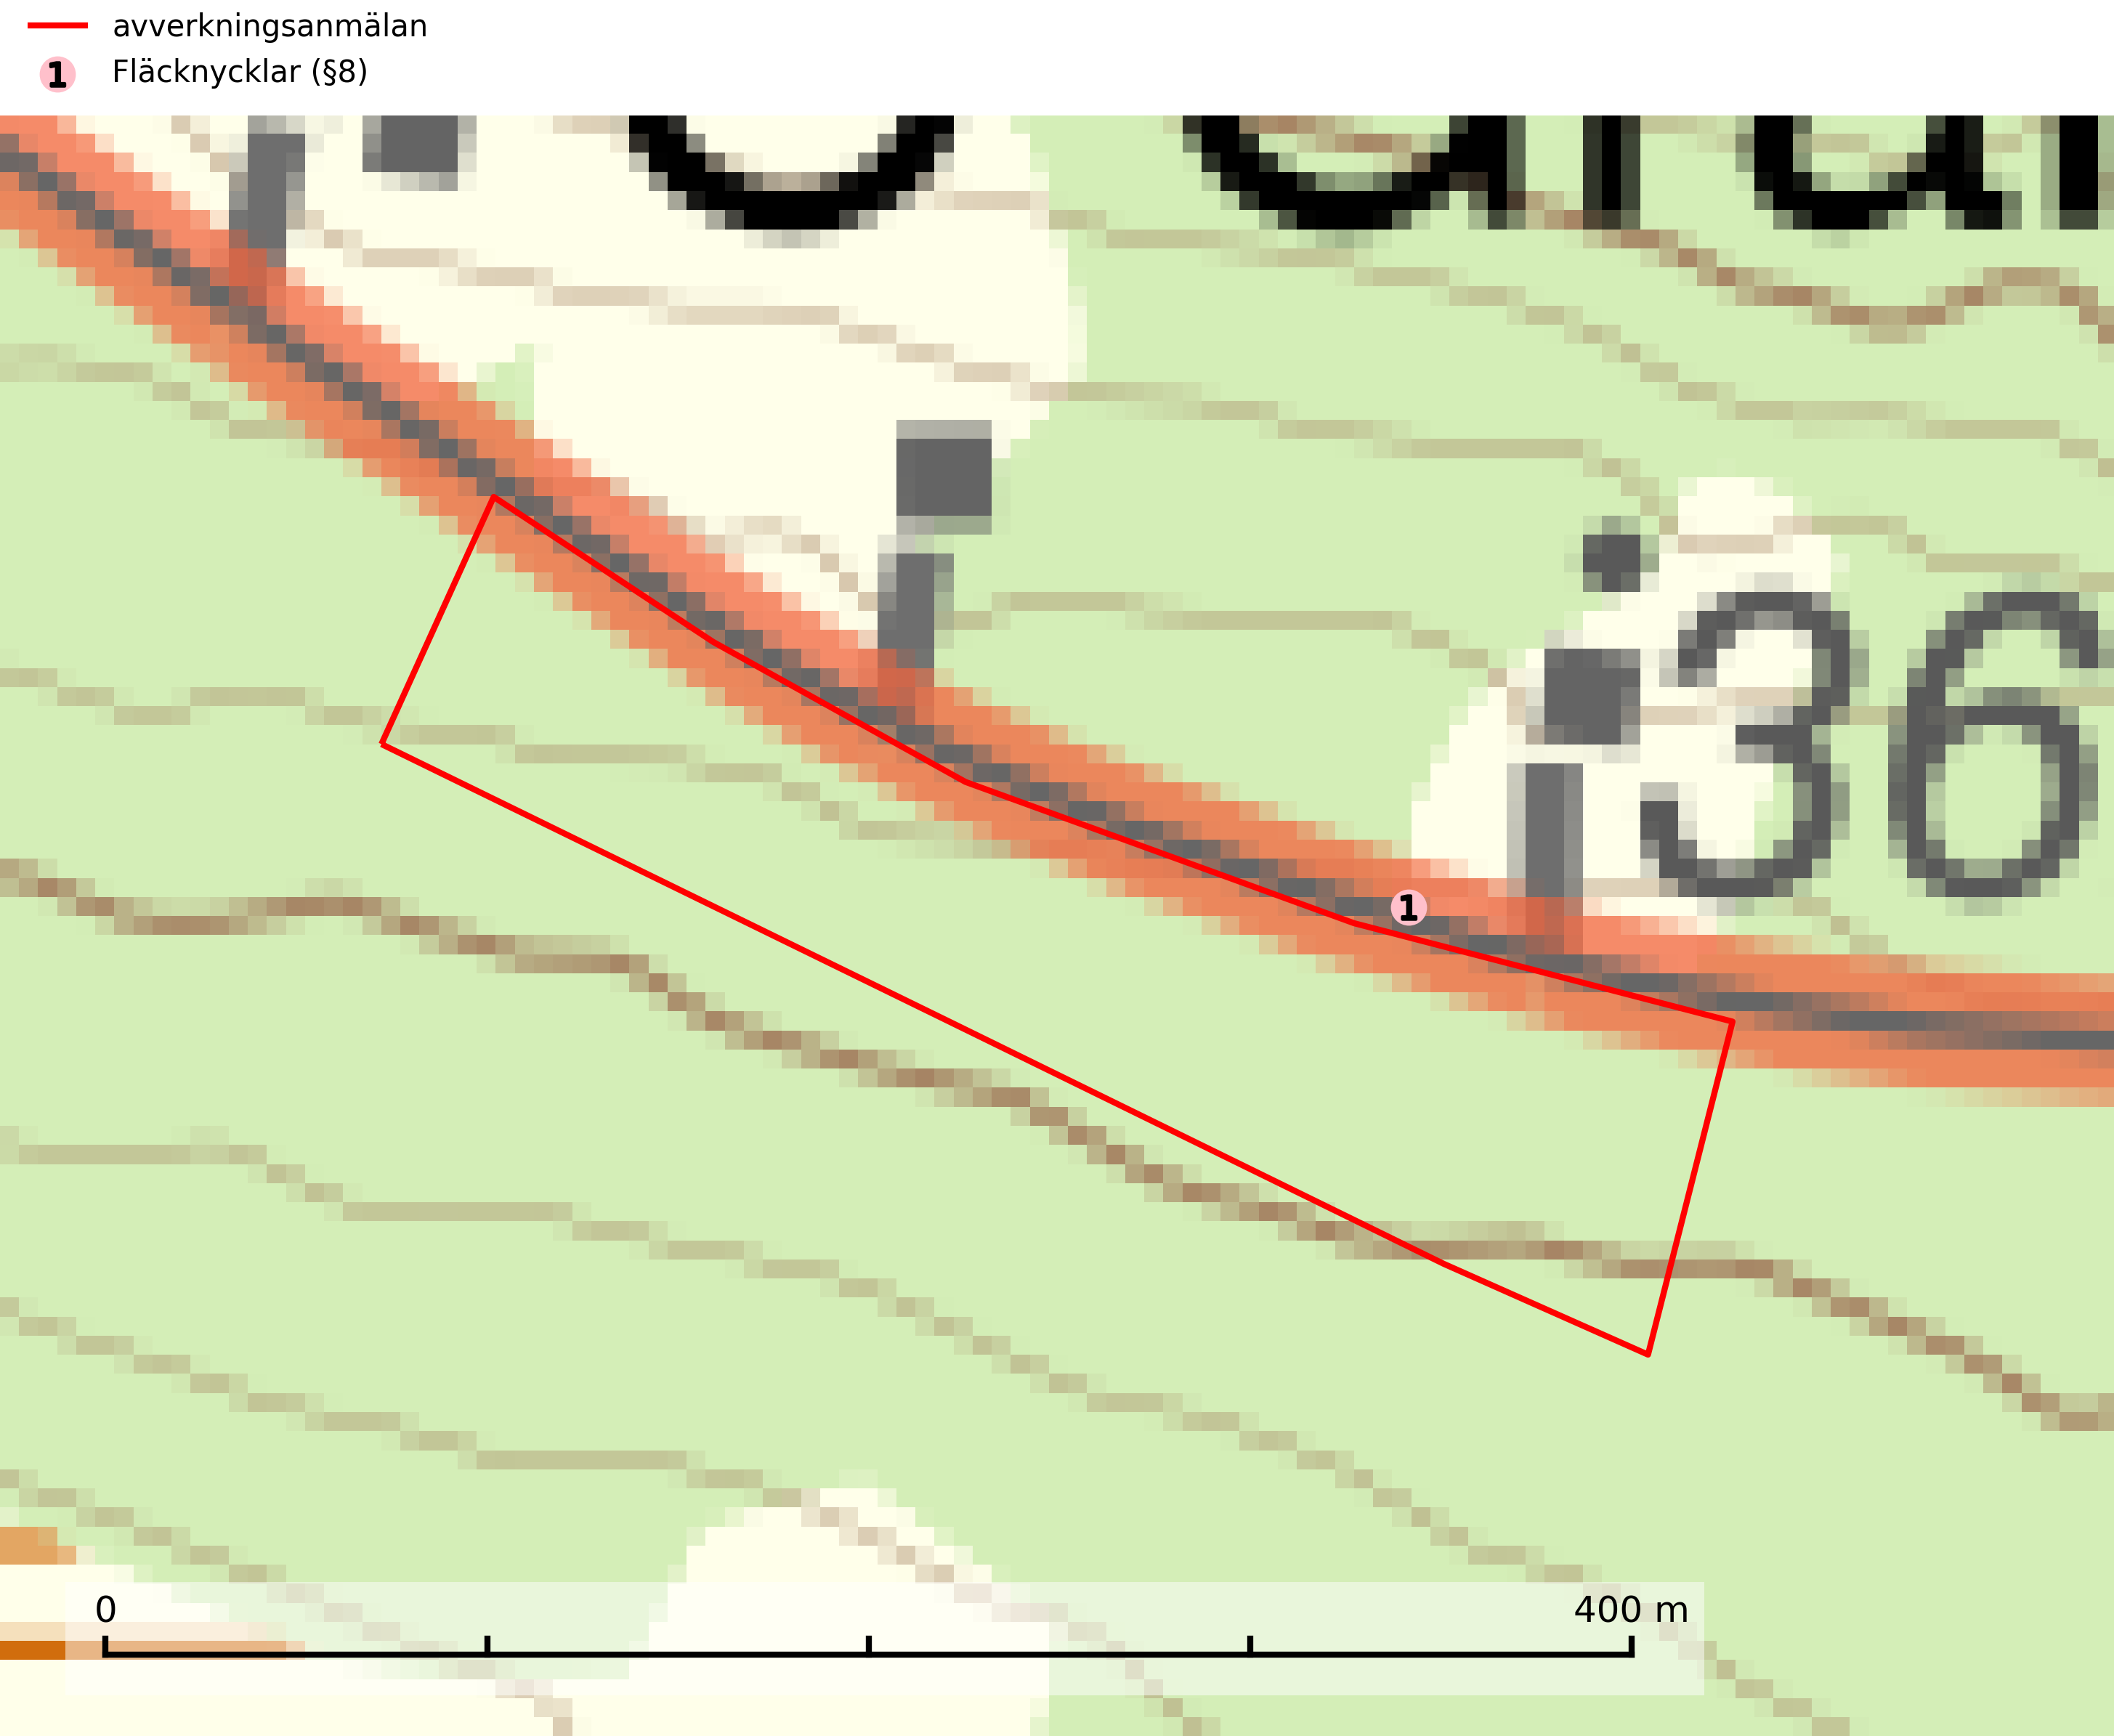 avverkningsanmälan
1 Fläcknycklar (§8)
36
1
0 400 m